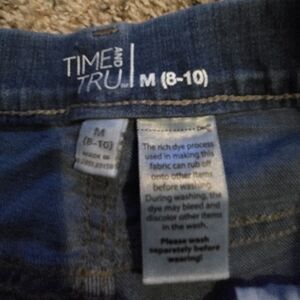 TIME AND
TRU
M (8-10)
M
(8-10)
MADE IN
The rich dye process
used in making this
fabric can rub off
onto other items
before washing.
During washing, the
dye may bleed and
discolor other items
in the wash.
Please wash
separately before
wearing!